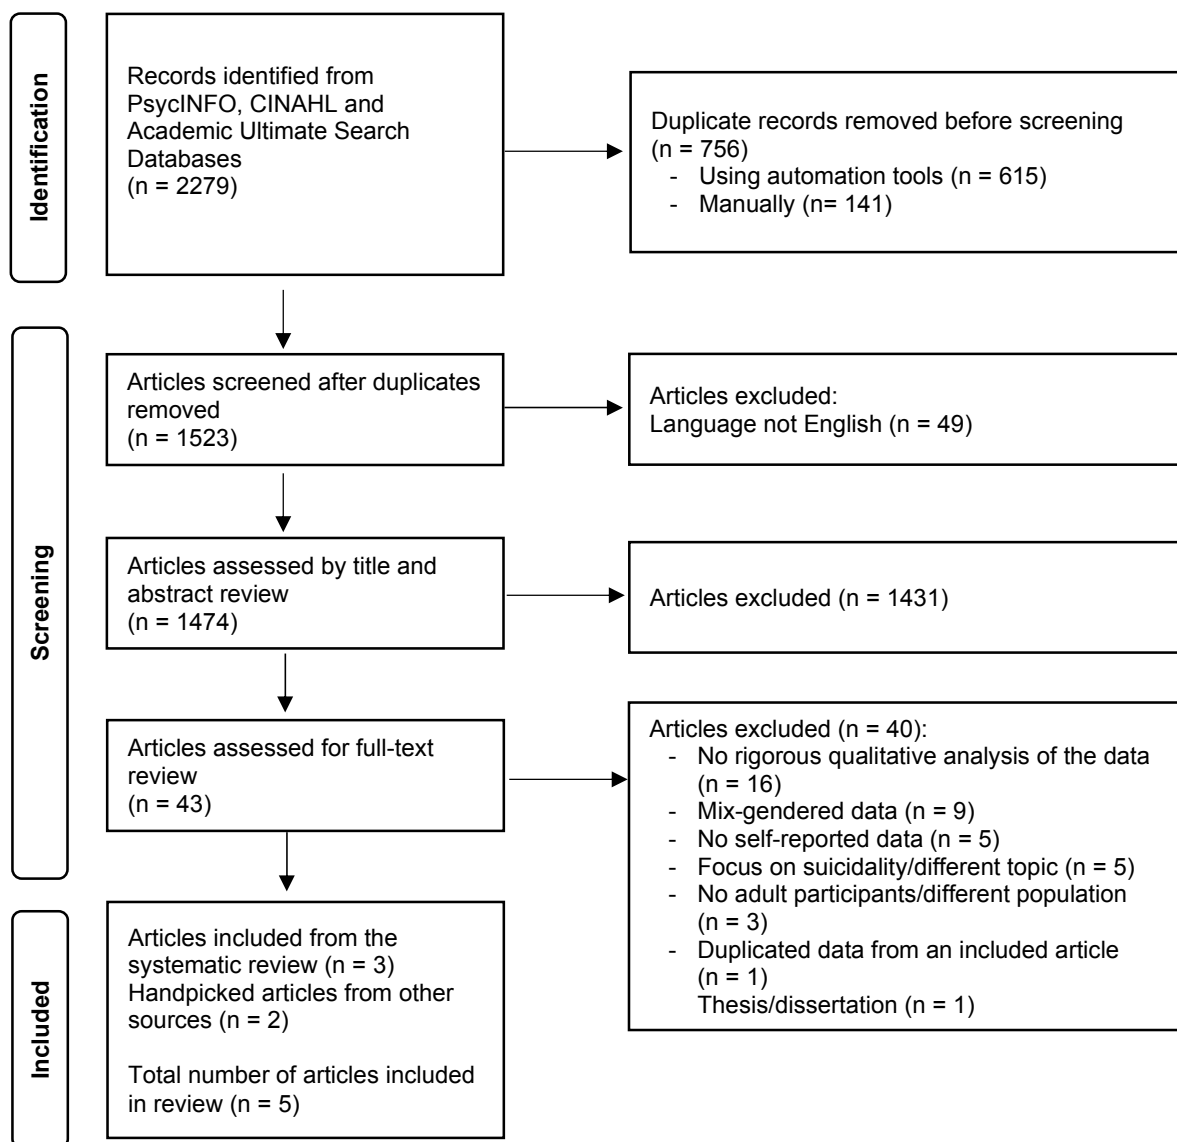 Identification
Records identified from
PsycINFO, CINAHL and
Academic Ultimate Search
Databases
(n = 2279)
Duplicate records removed before screening
(n = 756)
- Using automation tools (n = 615)
- Manually (n= 141)
Screening
Articles screened after duplicates
removed
(n = 1523)
Articles excluded:
Language not English (n = 49)
Articles assessed by title and
abstract review
(n = 1474)
Articles excluded (n = 1431)
Articles assessed for full-text
review
(n = 43)
Articles excluded (n = 40):
- No rigorous qualitative analysis of the data
(n = 16)
- Mix-gendered data (n = 9)
- No self-reported data (n = 5)
- Focus on suicidality/different topic (n = 5)
- No adult participants/different population
(n = 3)
- Duplicated data from an included article
(n = 1)
Thesis/dissertation (n = 1)
Included
Articles included from the
systematic review (n = 3)
Handpicked articles from other
sources (n = 2)
Total number of articles included
in review (n = 5)